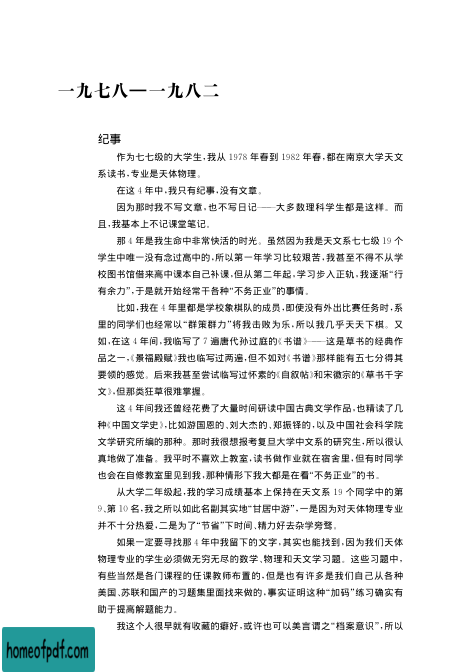 一九七八—一九八二
纪事
作为七七级的大学生,我从 1978 年春到 1982 年春,都在南京大学天文
系读书,专业是天体物理。
在这 4 年中,我只有纪事,没有文章。
因为那时我不写文章,也不写日记——大多数理科学生都是这样。而
且,我基本上不记课堂笔记。
那 4 年是我生命中非常快活的时光。虽然因为我是天文系七七级 19 个
学生中唯一没有念过高中的,所以第一年学习比较艰苦,我甚至不得不从学
校图书馆借来高中课本自己补课,但从第二年起,学习步入正轨,我逐渐“行
有余力”,于是就开始经常干各种“不务正业”的事情。
比如,我在 4 年里都是学校象棋队的成员,即使没有外出比赛任务时,系
里的同学们也经常以“群策群力”将我击败为乐,所以我几乎天天下棋。又
如,在这 4 年间,我临写了 7 遍唐代孙过庭的《书谱》——这是草书的经典作
品之一,《景福殿赋》我也临写过两遍,但不如对《书谱》那样能有五七分得其
要领的感觉。后来我甚至尝试临写过怀素的《自叙帖》和宋徽宗的《草书千字
文》,但那类狂草很难掌握。
这 4 年间我还曾经花费了大量时间研读中国古典文学作品,也精读了几
种《中国文学史》,比如游国恩的、刘大杰的、郑振铎的,以及中国社会科学院
文学研究所编的那种。那时我很想报考复旦大学中文系的研究生,所以很认
真地做了准备。我平时不喜欢上教室,读书做作业就在宿舍里,但有时同学
也会在自修教室里见到我,那种情形下我大都是在看“不务正业”的书。
从大学二年级起,我的学习成绩基本上保持在天文系 19 个同学中的第
9、第 10 名,我之所以如此名副其实地“甘居中游”,一是因为对天体物理专业
并不十分热爱,二是为了“节省”下时间、精力好去杂学旁骛。
如果一定要寻找那 4 年中我留下的文字,其实也能找到,因为我们天体
物理专业的学生必须做无穷无尽的数学、物理和天文学习题。这些习题中,
有些当然是各门课程的任课教师布置的,但是也有许多是我们自己从各种
美国、苏联和国产的习题集里面找来做的,事实证明这种“加码”练习确实有
助于提高解题能力。
我这个人很早就有收藏的癖好,或许也可以美言谓之“档案意识”,所以
homeofpdf.com